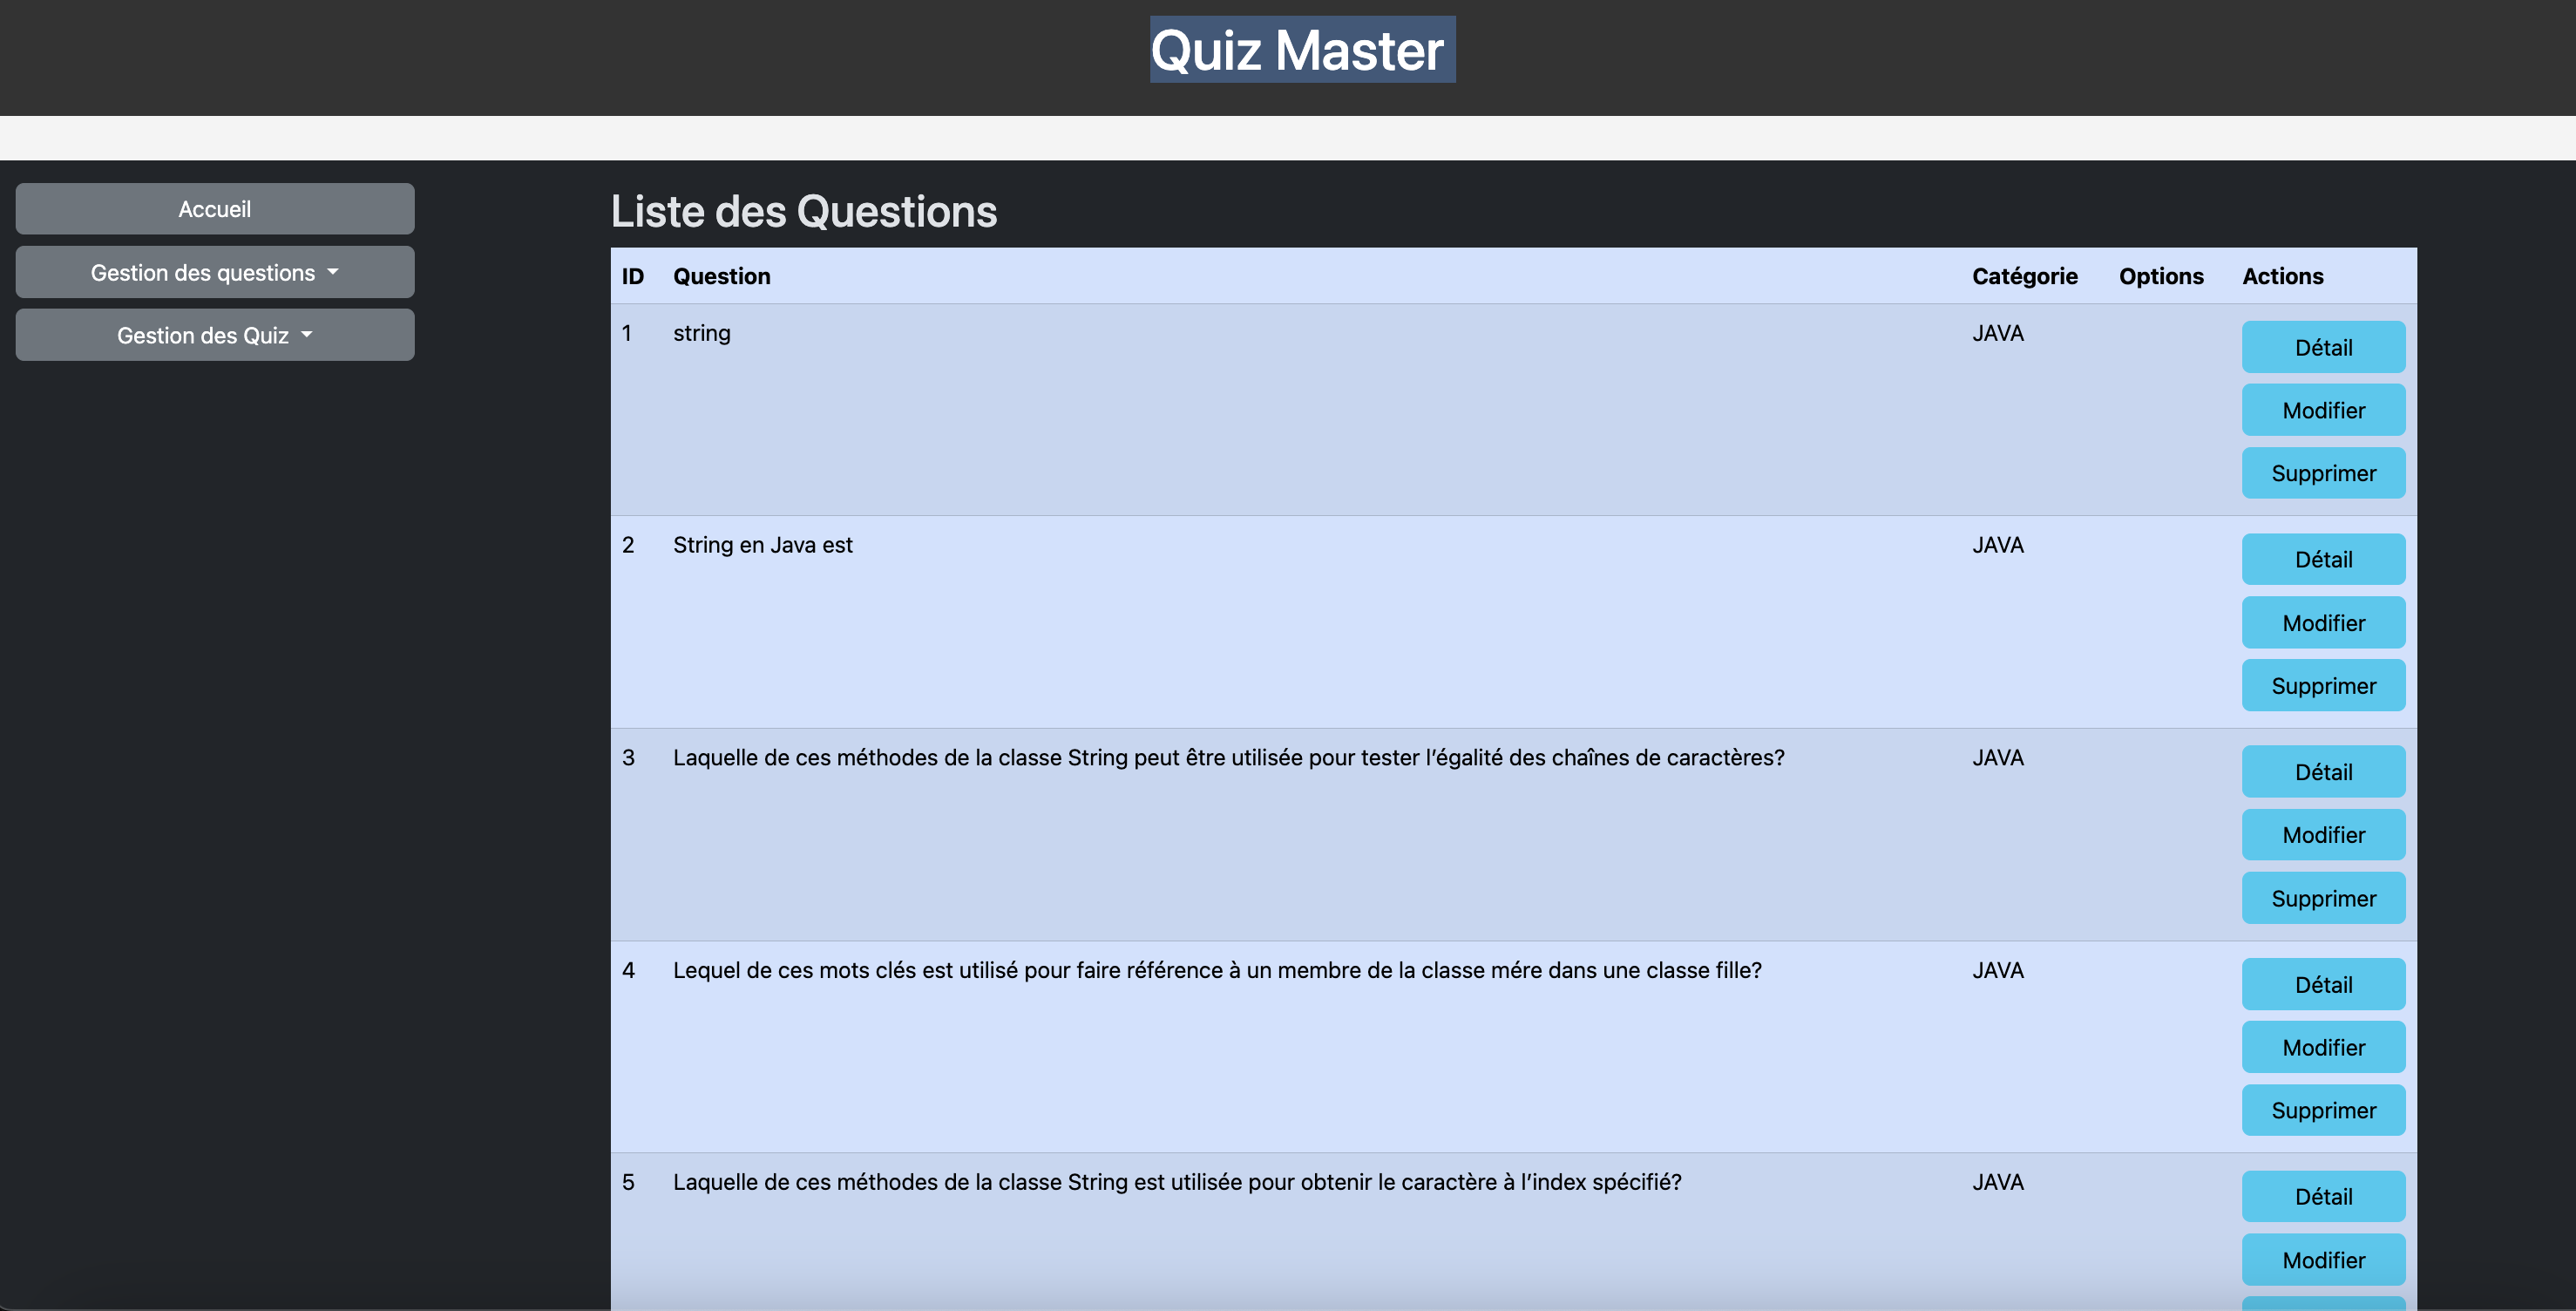 Quiz Master
Accueil
Gestion des questions
Gestion des Quiz
Liste des Questions
ID Question Catégorie Options Actions
1 string JAVA Détail
Modifier
Supprimer
2 String en Java est JAVA Détail
Modifier
Supprimer
3 Laquelle de ces méthodes de la classe String peut être utilisée pour tester l’égalité des chaînes de caractères? JAVA Détail
Modifier
Supprimer
4 Lequel de ces mots clés est utilisé pour faire référence à un membre de la classe mére dans une classe fille? JAVA Détail
Modifier
Supprimer
5 Laquelle de ces méthodes de la classe String est utilisée pour obtenir le caractère à l’index spécifié? JAVA Détail
Modifier